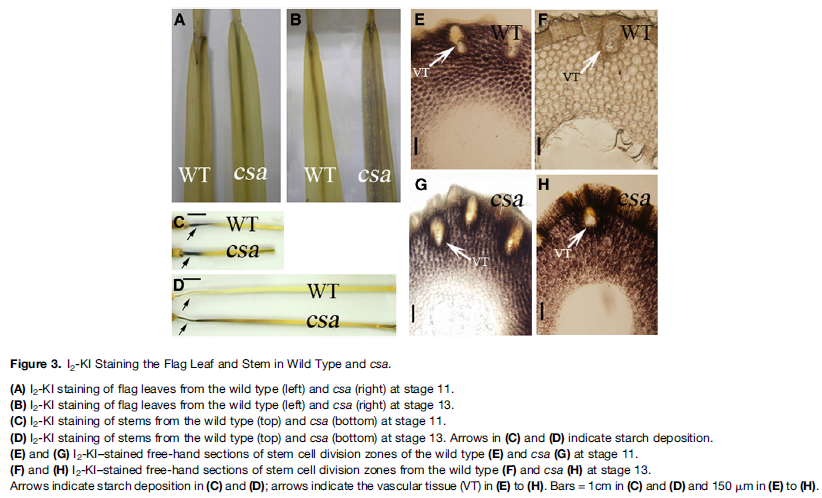 A
B
WT
csa
WT
csa
C
WT
csa
D
WT
csa
E
WT
VT
F
WT
VT
G
csa
VT
H
csa
VT
Figure 3. I2-KI Staining the Flag Leaf and Stem in Wild Type and csa.
(A) I2-KI staining of flag leaves from the wild type (left) and csa (right) at stage 11.
(B) I2-KI staining of flag leaves from the wild type (left) and csa (right) at stage 13.
(C) I2-KI staining of stems from the wild type (top) and csa (bottom) at stage 11.
(D) I2-KI staining of stems from the wild type (top) and csa (bottom) at stage 13. Arrows in (C) and (D) indicate starch deposition.
(E) and (G) I2-KI–stained free-hand sections of stem cell division zones of the wild type (E) and csa (G) at stage 11.
(F) and (H) I2-KI–stained free-hand sections of stem cell division zones from the wild type (F) and csa (H) at stage 13.
Arrows indicate starch deposition in (C) and (D); arrows indicate the vascular tissue (VT) in (E) to (H). Bars = 1cm in (C) and (D) and 150 μm in (E) to (H).